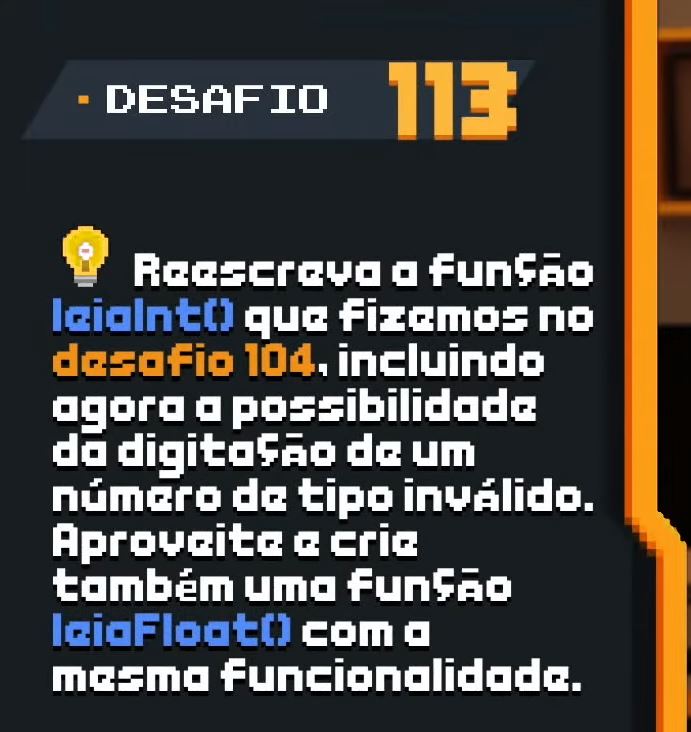 DESAFIO 113
Reescreva a função
leiaInt() que fizemos no
desafio 104, incluindo
agora a possibilidade
da digitação de um
número de tipo inválido.
Aproveite e crie
também uma função
leiaFloat() com a
mesma funcionalidade.